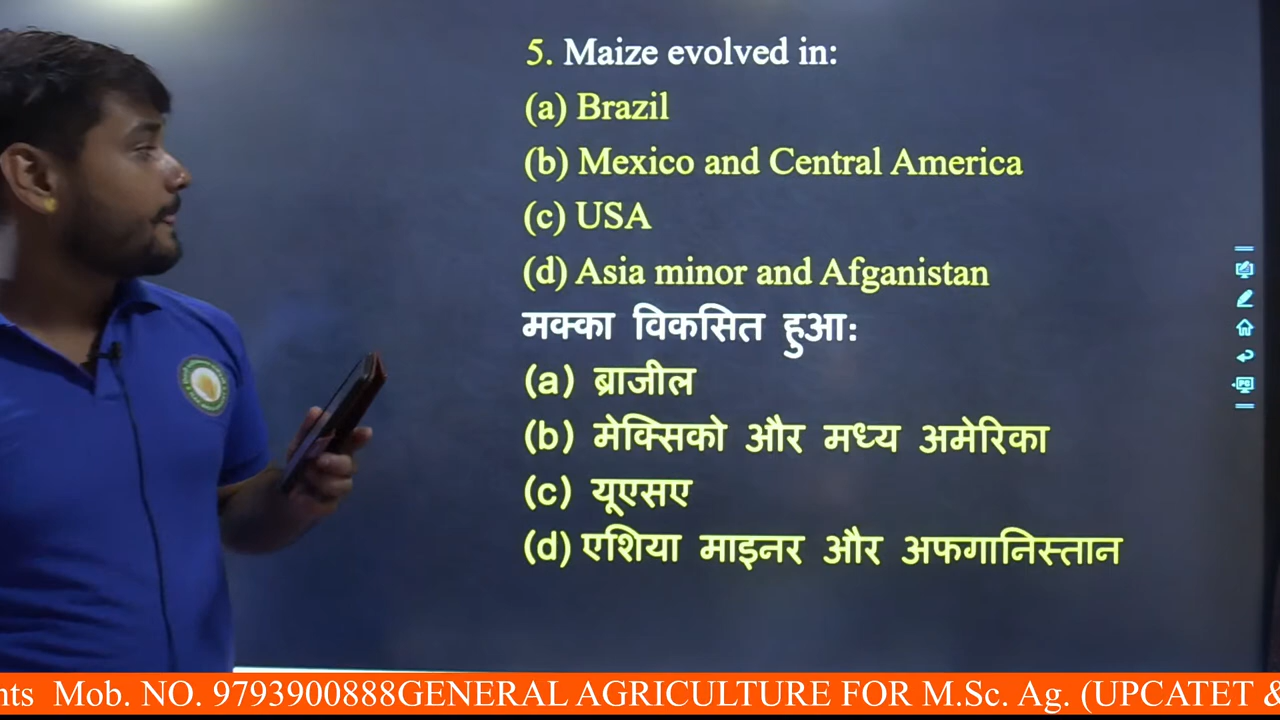 5. Maize evolved in:
(a) Brazil
(b) Mexico and Central America
(c) USA
(d) Asia minor and Afganistan
मक्का विकसित हुआ:
(a) ब्राजील
(b) मेक्सिको और मध्य अमेरिका
(c) यूएसए
(d) एशिया माइनर और अफगानिस्तान
nts Mob. NO. 9793900888GENERAL AGRICULTURE FOR M.Sc. Ag. (UPCATET &